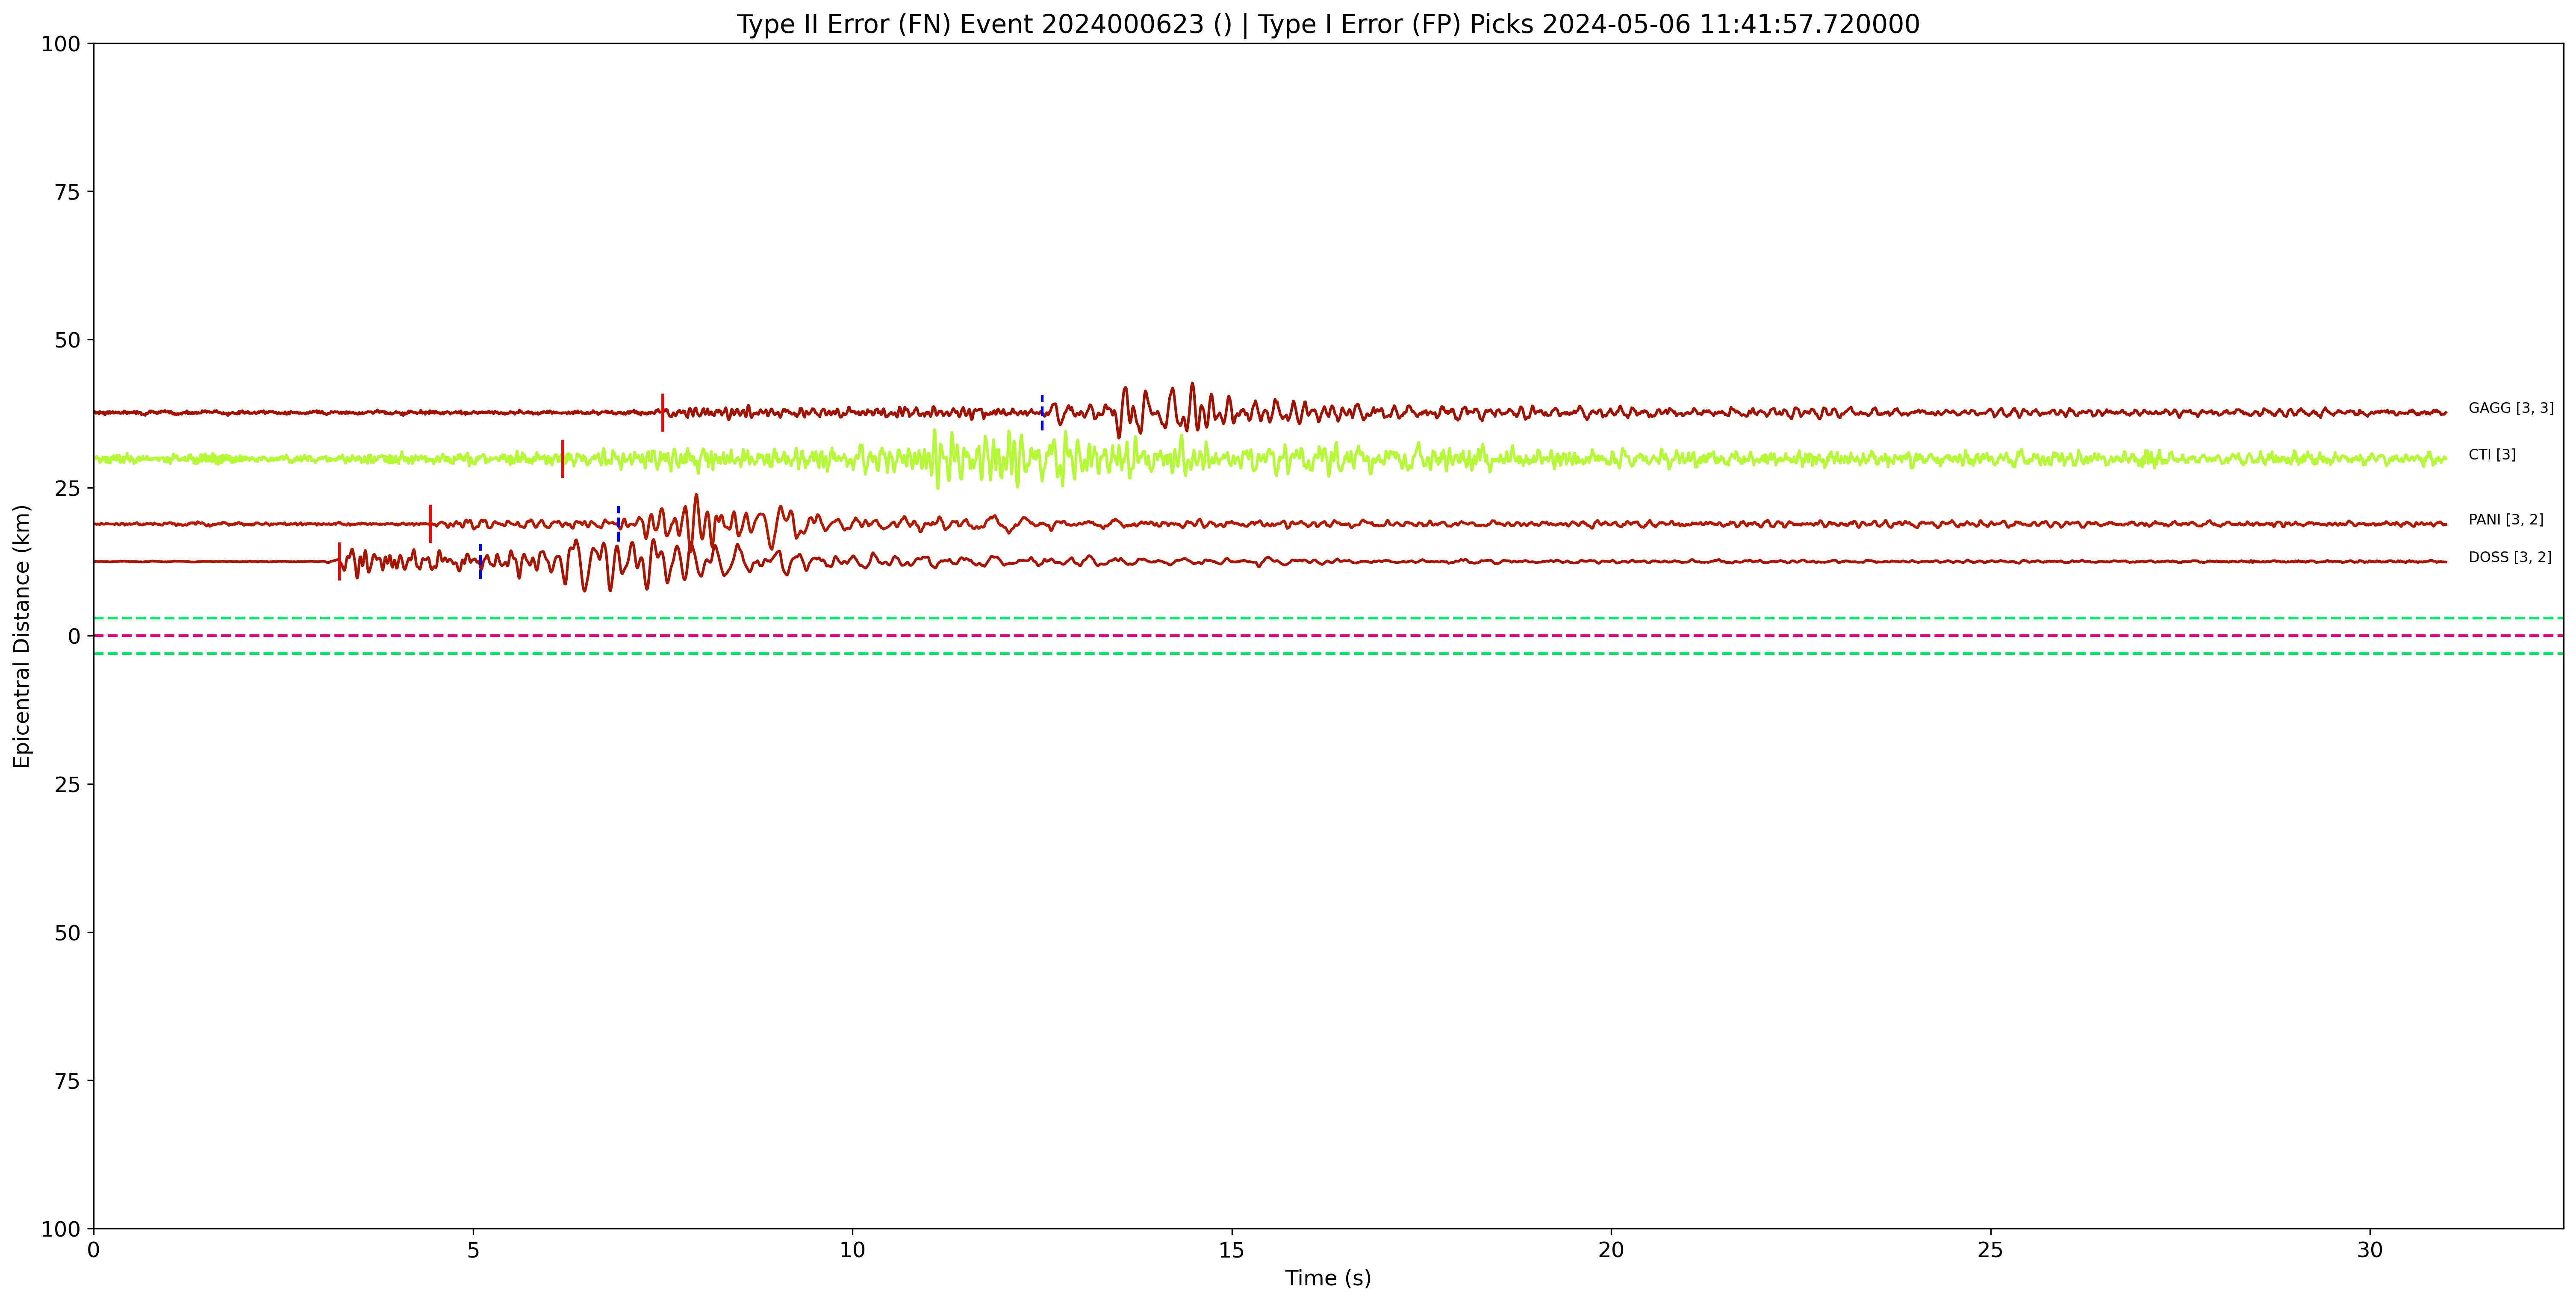 Type II Error (FN) Event 2024000623 () | Type I Error (FP) Picks 2024-05-06 11:41:57.720000
100
75
50
25
0
25
50
75
100
Epicentral Distance (km)
GAGG [3, 3]
CTI [3]
PANI [3, 2]
DOSS [3, 2]
0 5 10 15 20 25 30
Time (s)